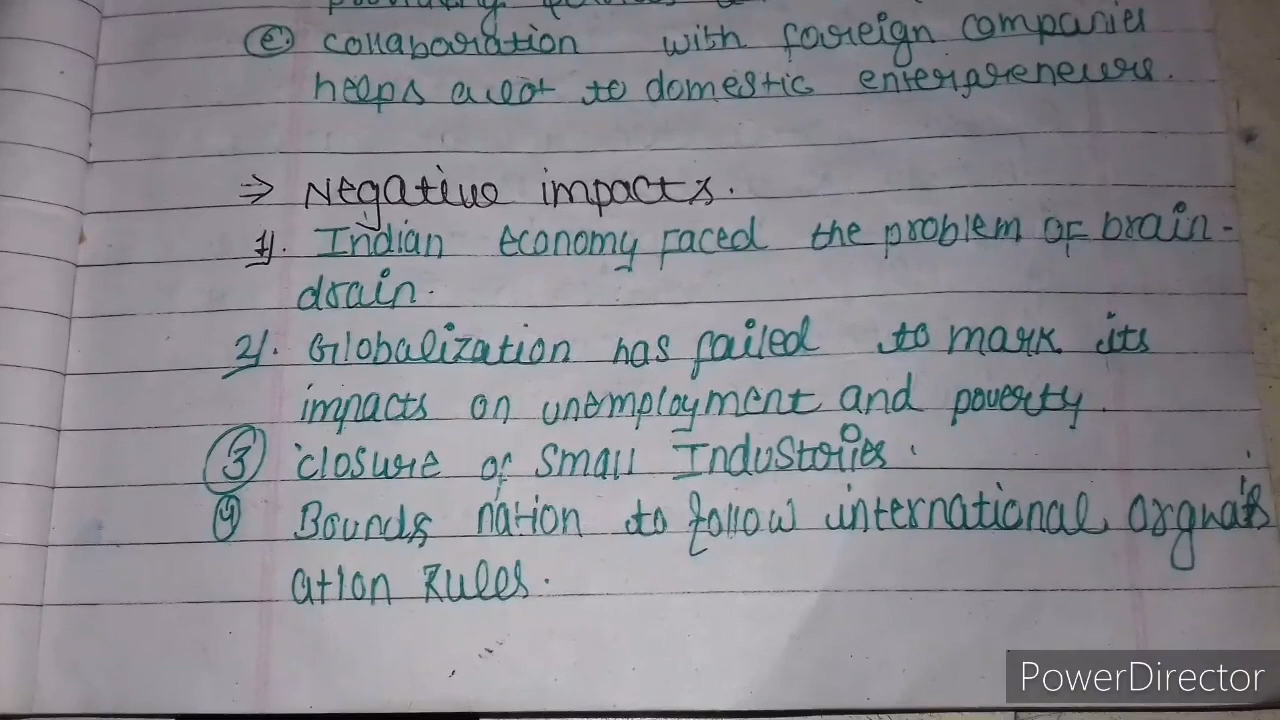 (e) collaboration with foreign companies
helps a lot to domestic enterpreneurs.
⇒ Negative impacts.
1). Indian economy faced the problem of brain-
drain.
2). Globalization has failed to mark its
impacts on unemployment and poverty.
(3) closure of small Industories.
(4) Bounds nation to follow international, orgnais
ation Rules.
PowerDirector